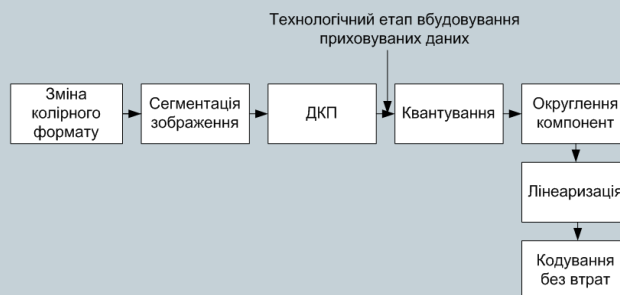 Технологічний етап вбудовування
приховуваних даних
Зміна
колірного
формату
Сегментація
зображення
ДКП
Квантування
Округлення
компонент
Лінеаризація
Кодування
без втрат